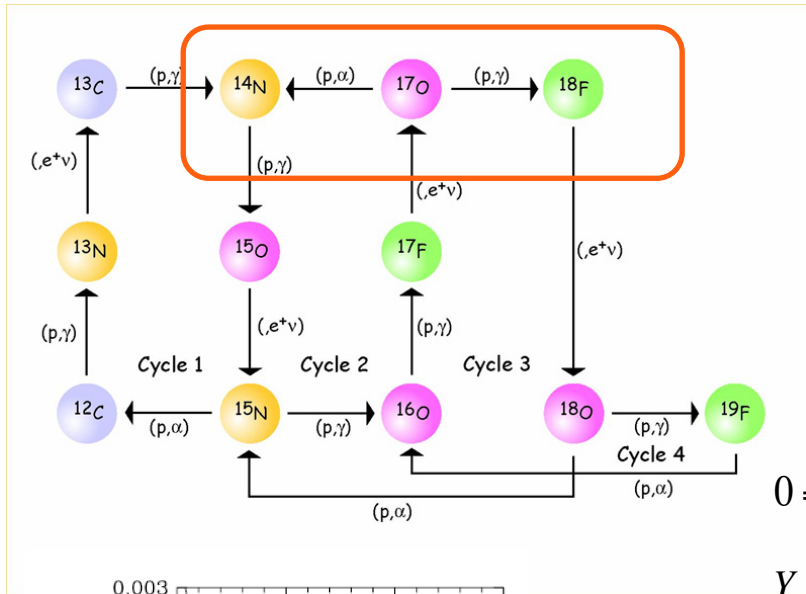 (p,γ) (p,α) (p,γ)
¹³C ¹⁴N ¹⁷O ¹⁸F
(,e⁺ν) (p,γ) (,e⁺ν)
¹³N ¹⁵O ¹⁷F (,e⁺ν)
(p,γ) (,e⁺ν) (p,γ)
Cycle 1 Cycle 2 Cycle 3
¹²C ¹⁵N ¹⁶O ¹⁸O ¹⁹F
(p,α) (p,γ) (p,γ)
Cycle 4
(p,α)
0 =
(p,α)
Y
0.003